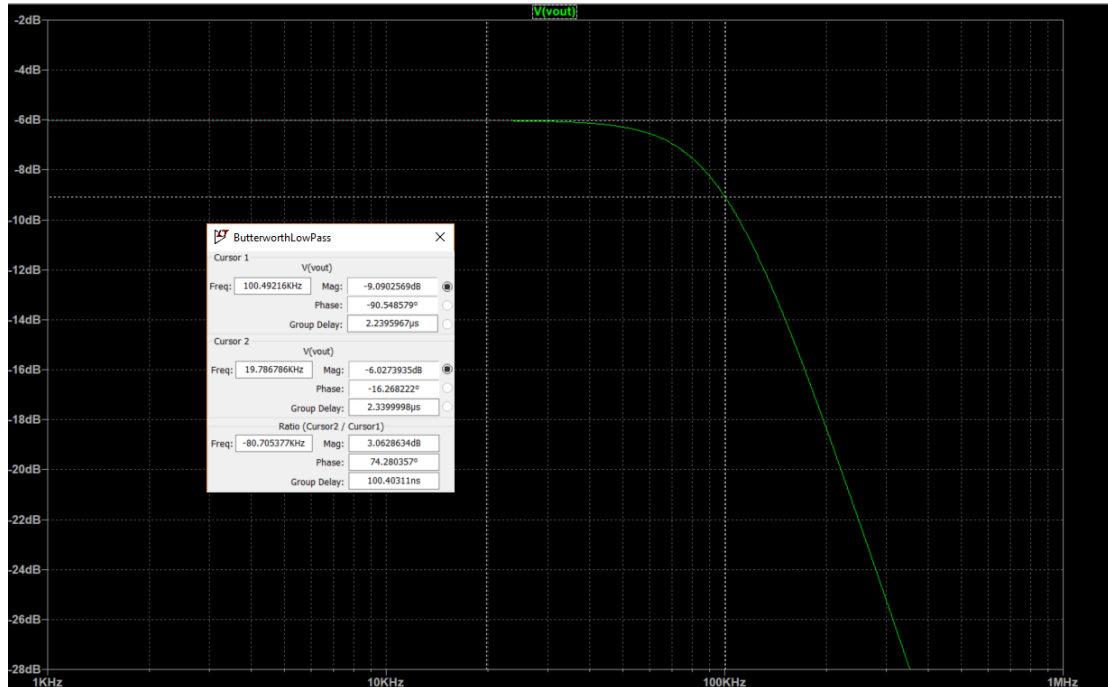 V(vout)
-2dB
-4dB
-6dB
-8dB
-10dB
-12dB
-14dB
-16dB
-18dB
-20dB
-22dB
-24dB
-26dB
-28dB
1KHz 10KHz 100KHz 1MHz
LT ButterworthLowPass ×
Cursor 1
V(vout)
Freq: 100.49216KHz Mag: -9.0902569dB
Phase: -90.548579°
Group Delay: 2.2395967µs
Cursor 2
V(vout)
Freq: 19.786786KHz Mag: -6.0273935dB
Phase: -16.268222°
Group Delay: 2.3399998µs
Ratio (Cursor2 / Cursor1)
Freq: -80.705377KHz Mag: 3.0628634dB
Phase: 74.280357°
Group Delay: 100.40311ns